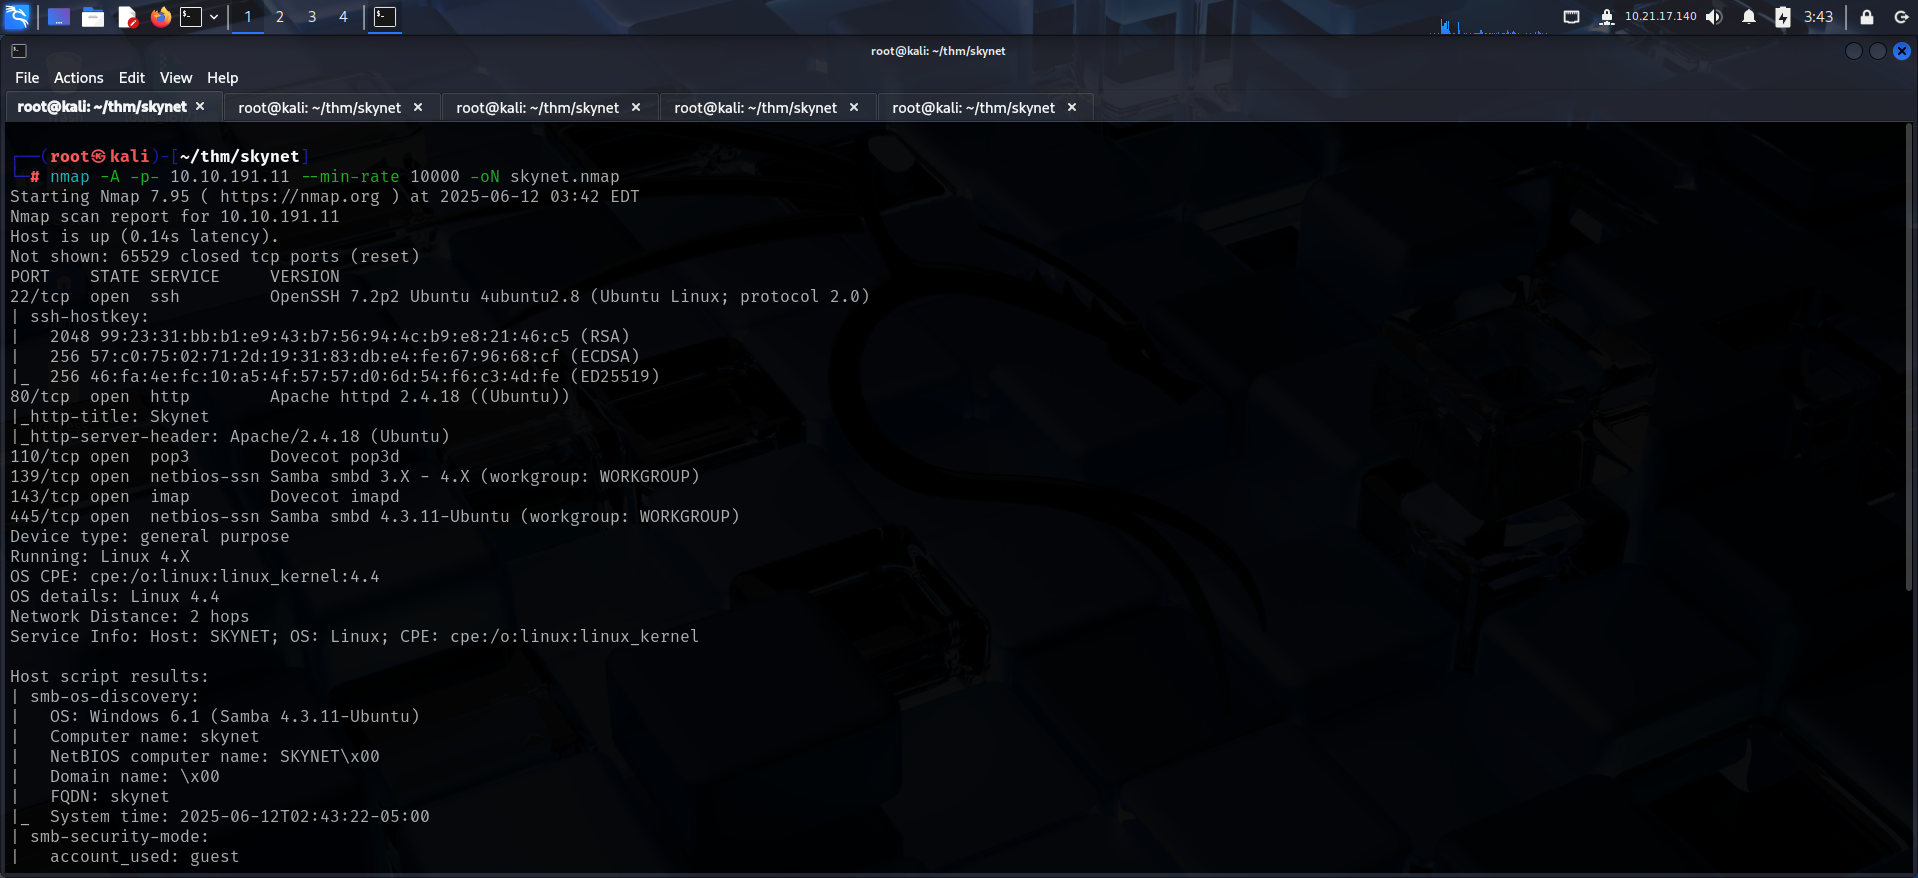 1 2 3 4 10.21.17.140 3:43
root@kali: ~/thm/skynet
File Actions Edit View Help
root@kali: ~/thm/skynet × root@kali: ~/thm/skynet × root@kali: ~/thm/skynet × root@kali: ~/thm/skynet × root@kali: ~/thm/skynet ×
┌──(root㉿kali)-[~/thm/skynet]
└─# nmap -A -p- 10.10.191.11 --min-rate 10000 -oN skynet.nmap
Starting Nmap 7.95 ( https://nmap.org ) at 2025-06-12 03:42 EDT
Nmap scan report for 10.10.191.11
Host is up (0.14s latency).
Not shown: 65529 closed tcp ports (reset)
PORT    STATE SERVICE     VERSION
22/tcp  open  ssh         OpenSSH 7.2p2 Ubuntu 4ubuntu2.8 (Ubuntu Linux; protocol 2.0)
| ssh-hostkey:
|   2048 99:23:31:bb:b1:e9:43:b7:56:94:4c:b9:e8:21:46:c5 (RSA)
|   256 57:c0:75:02:71:2d:19:31:83:db:e4:fe:67:96:68:cf (ECDSA)
|_  256 46:fa:4e:fc:10:a5:4f:57:57:d0:6d:54:f6:c3:4d:fe (ED25519)
80/tcp  open  http        Apache httpd 2.4.18 ((Ubuntu))
|_http-title: Skynet
|_http-server-header: Apache/2.4.18 (Ubuntu)
110/tcp open  pop3        Dovecot pop3d
139/tcp open  netbios-ssn Samba smbd 3.X - 4.X (workgroup: WORKGROUP)
143/tcp open  imap        Dovecot imapd
445/tcp open  netbios-ssn Samba smbd 4.3.11-Ubuntu (workgroup: WORKGROUP)
Device type: general purpose
Running: Linux 4.X
OS CPE: cpe:/o:linux:linux_kernel:4.4
OS details: Linux 4.4
Network Distance: 2 hops
Service Info: Host: SKYNET; OS: Linux; CPE: cpe:/o:linux:linux_kernel
Host script results:
| smb-os-discovery:
|   OS: Windows 6.1 (Samba 4.3.11-Ubuntu)
|   Computer name: skynet
|   NetBIOS computer name: SKYNET\x00
|   Domain name: \x00
|   FQDN: skynet
|_  System time: 2025-06-12T02:43:22-05:00
| smb-security-mode:
|   account_used: guest